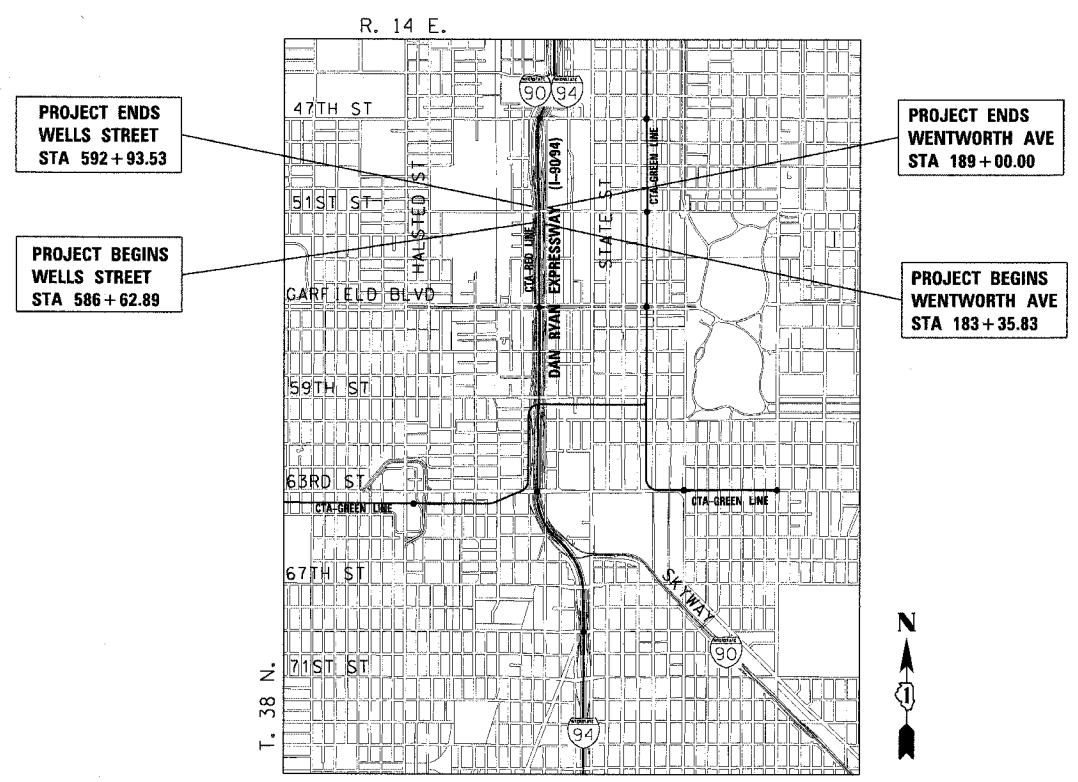 R. 14 E.
90 94
47TH ST
PROJECT ENDS
WELLS STREET
STA 592+93.53
PROJECT ENDS
WENTWORTH AVE
STA 189+00.00
CTA-GREEN LINE
(I-90/94)
HALSTED ST
STATE ST
51ST ST
PROJECT BEGINS
WELLS STREET
STA 586+62.89
CTA-RED LINE
DAN RYAN EXPRESSWAY
PROJECT BEGINS
WENTWORTH AVE
STA 183+35.83
GARFIELD BLVD
59TH ST
63RD ST
CTA-GREEN LINE
CTA-GREEN LINE
67TH ST
SKYWAY
N
90
71ST ST
1
T. 38 N.
94